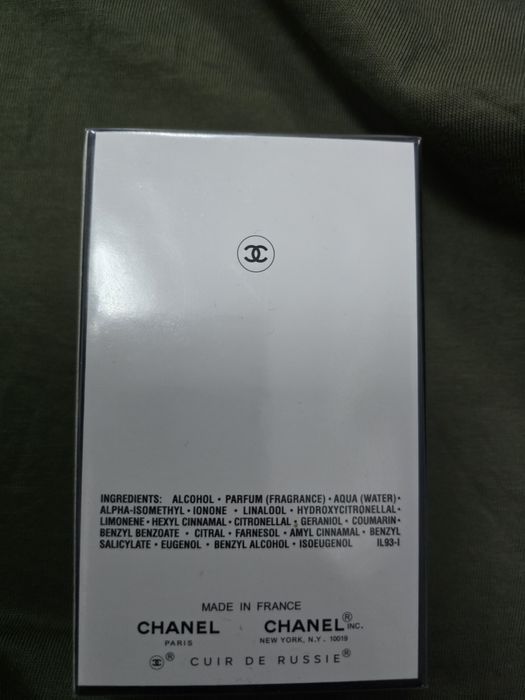 INGREDIENTS: ALCOHOL • PARFUM (FRAGRANCE) • AQUA (WATER) •
ALPHA-ISOMETHYL • IONONE • LINALOOL • HYDROXYCITRONELLAL •
LIMONENE • HEXYL CINNAMAL • CITRONELLAL • GERANIOL • COUMARIN •
BENZYL BENZOATE • CITRAL • FARNESOL • AMYL CINNAMAL • BENZYL
SALICYLATE • EUGENOL • BENZYL ALCOHOL • ISOEUGENOL IL93-I
MADE IN FRANCE
CHANEL CHANEL® INC.
PARIS NEW YORK, N.Y. 10019
® CUIR DE RUSSIE®